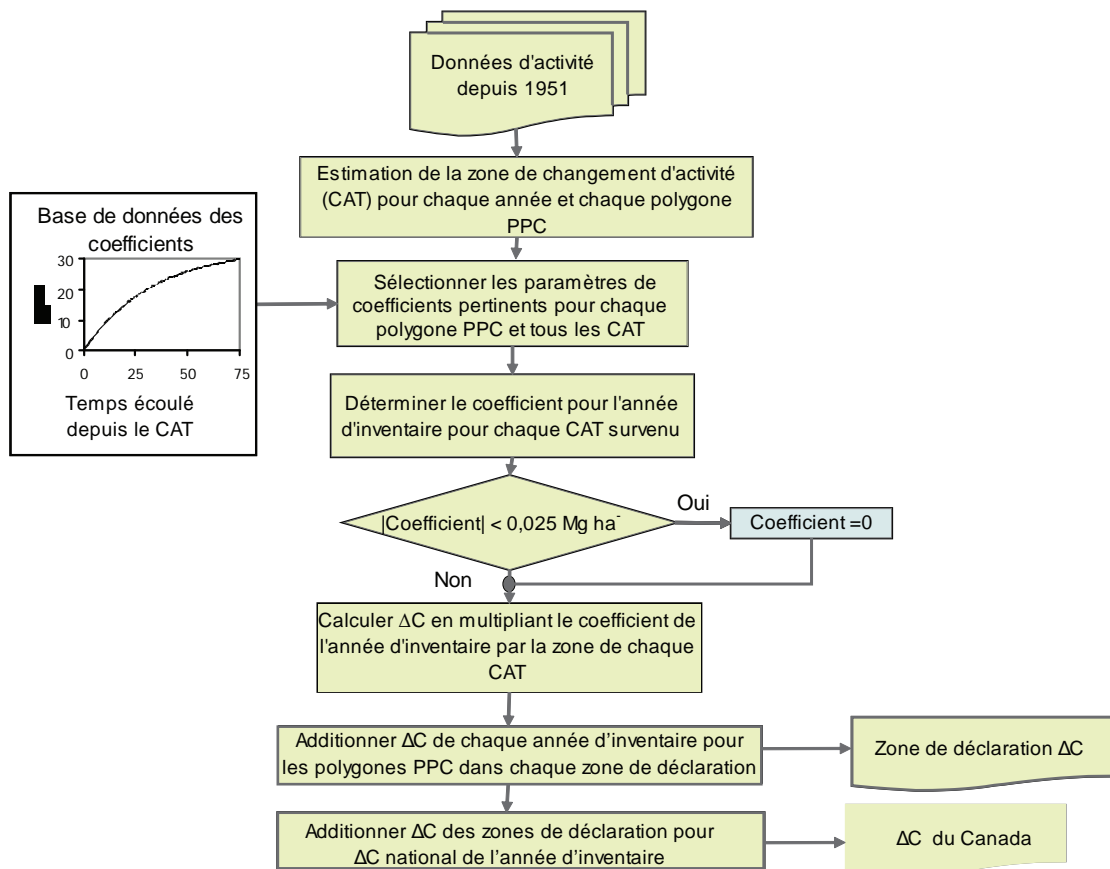 Données d'activité
depuis 1951
Estimation de la zone de changement d'activité
(CAT) pour chaque année et chaque polygone
PPC
Base de données des
coefficients
30
20
10
0
0 25 50 75
Temps écoulé
depuis le CAT
Sélectionner les paramètres de
coefficients pertinents pour chaque
polygone PPC et tous les CAT
Déterminer le coefficient pour l'année
d'inventaire pour chaque CAT survenu
|Coefficient| < 0,025 Mg ha⁻
Oui
Coefficient =0
Non
Calculer ΔC en multipliant le coefficient de
l'année d'inventaire par la zone de chaque
CAT
Additionner ΔC de chaque année d’inventaire pour
les polygones PPC dans chaque zone de déclaration
Zone de déclaration ΔC
Additionner ΔC des zones de déclaration pour
ΔC national de l’année d’inventaire
ΔC du Canada